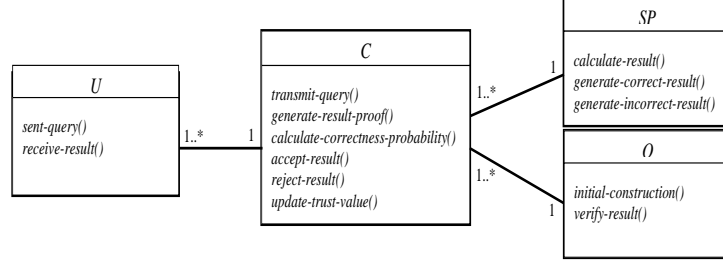 U
sent-query()
receive-result()
1..*
1
C
transmit-query()
generate-result-proof()
calculate-correctness-probability()
accept-result()
reject-result()
update-trust-value()
1..*
1
1..*
1
SP
calculate-result()
generate-correct-result()
generate-incorrect-result()
O
initial-construction()
verify-result()